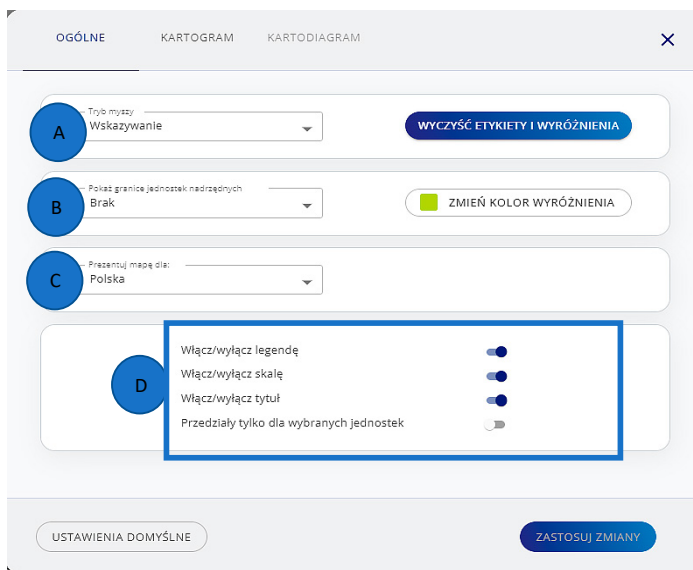 OGÓLNE KARTOGRAM KARTODIAGRAM
A
Tryb myszy
Wskazywanie
WYCZYŚĆ ETYKIETY I WYRÓŻNIENIA
B
Pokaż granice jednostek nadrzędnych
Brak
ZMIEŃ KOLOR WYRÓŻNIENIA
C
Prezentuj mapę dla:
Polska
D
Włącz/wyłącz legendę
Włącz/wyłącz skalę
Włącz/wyłącz tytuł
Przedziały tylko dla wybranych jednostek
USTAWIENIA DOMYŚLNE
ZASTOSUJ ZMIANY